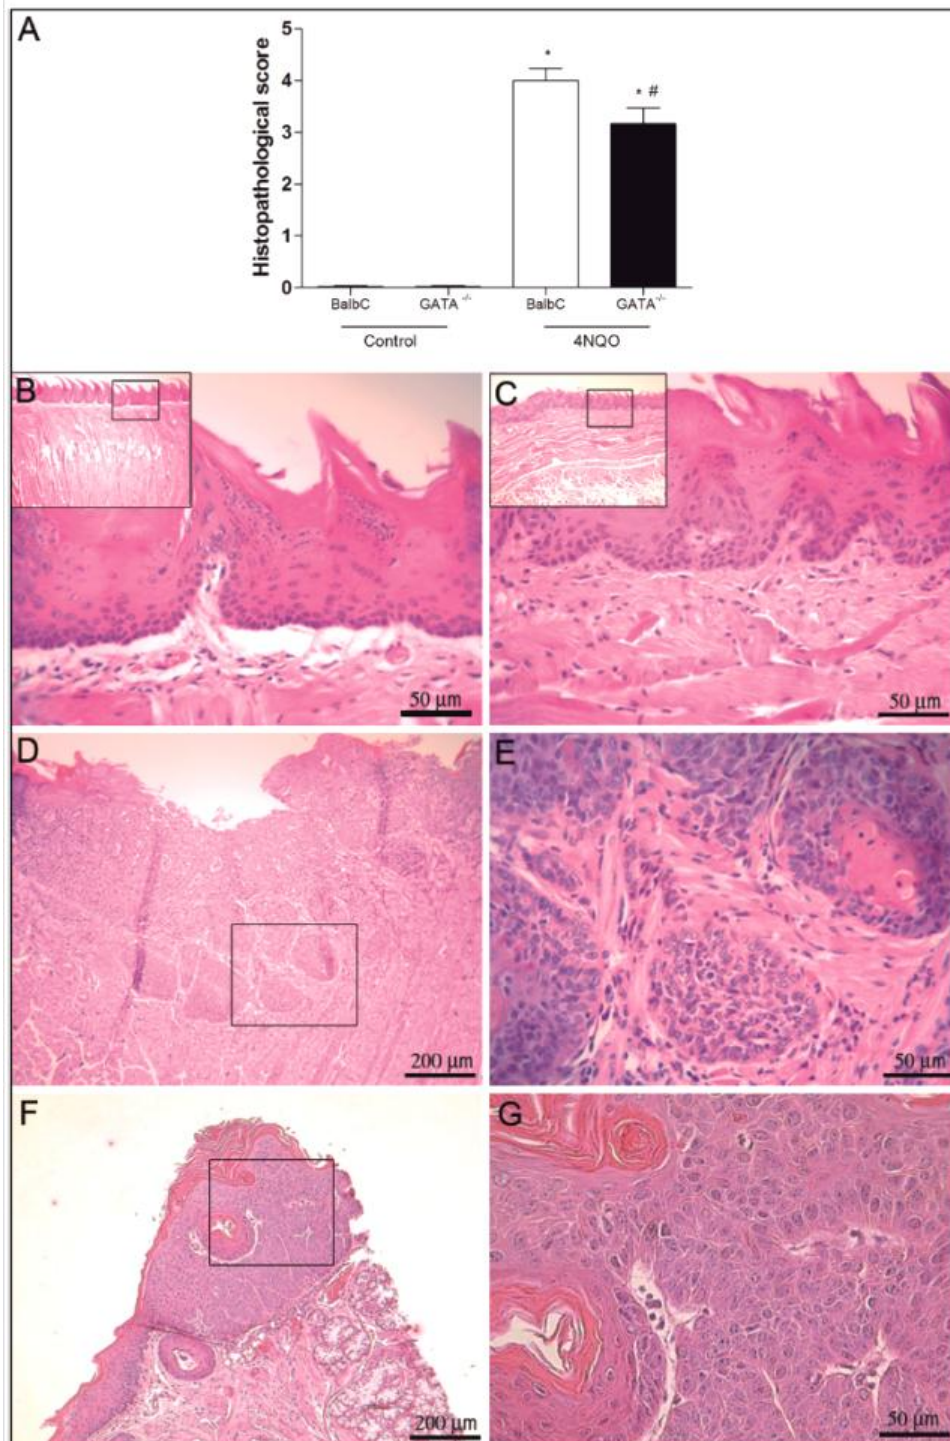 A
Histopathological score
5
4
3
2
1
0
*
* #
BalbC GATA -/- BalbC GATA -/-
Control 4NQO
B
50 µm
C
50 µm
D
200 µm
E
50 µm
F
200 µm
G
50 µm